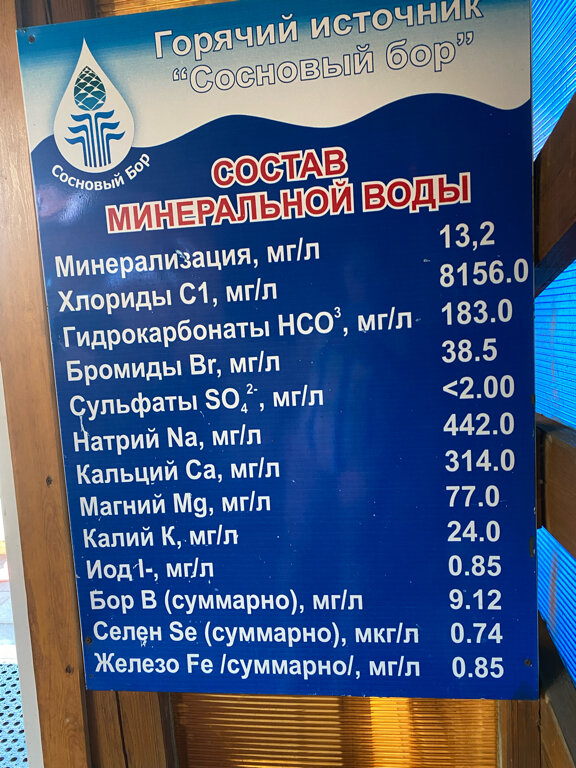 Горячий источник
“Сосновый бор”
Сосновый Бор
СОСТАВ
МИНЕРАЛЬНОЙ ВОДЫ
Минерализация, мг/л 13,2
Хлориды С1, мг/л 8156.0
Гидрокарбонаты HCO³, мг/л 183.0
Бромиды Br, мг/л 38.5
Сульфаты SO₄²⁻, мг/л <2.00
Натрий Na, мг/л 442.0
Кальций Ca, мг/л 314.0
Магний Mg, мг/л 77.0
Калий К, мг/л 24.0
Иод I-, мг/л 0.85
Бор В (суммарно), мг/л 9.12
Селен Se (суммарно), мкг/л 0.74
Железо Fe /суммарно/, мг/л 0.85